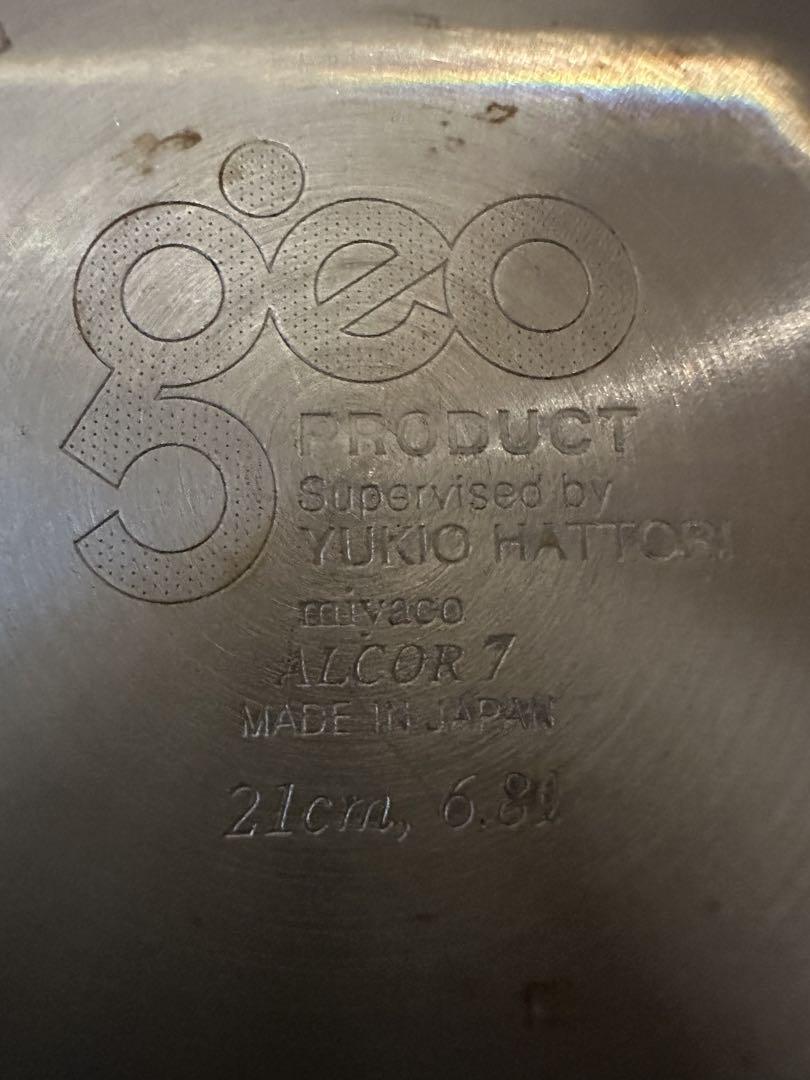 geo
PRODUCT
Supervised by
YUKIO HATTORI
miyaco
ALCOR 7
MADE IN JAPAN
21cm, 6.8l